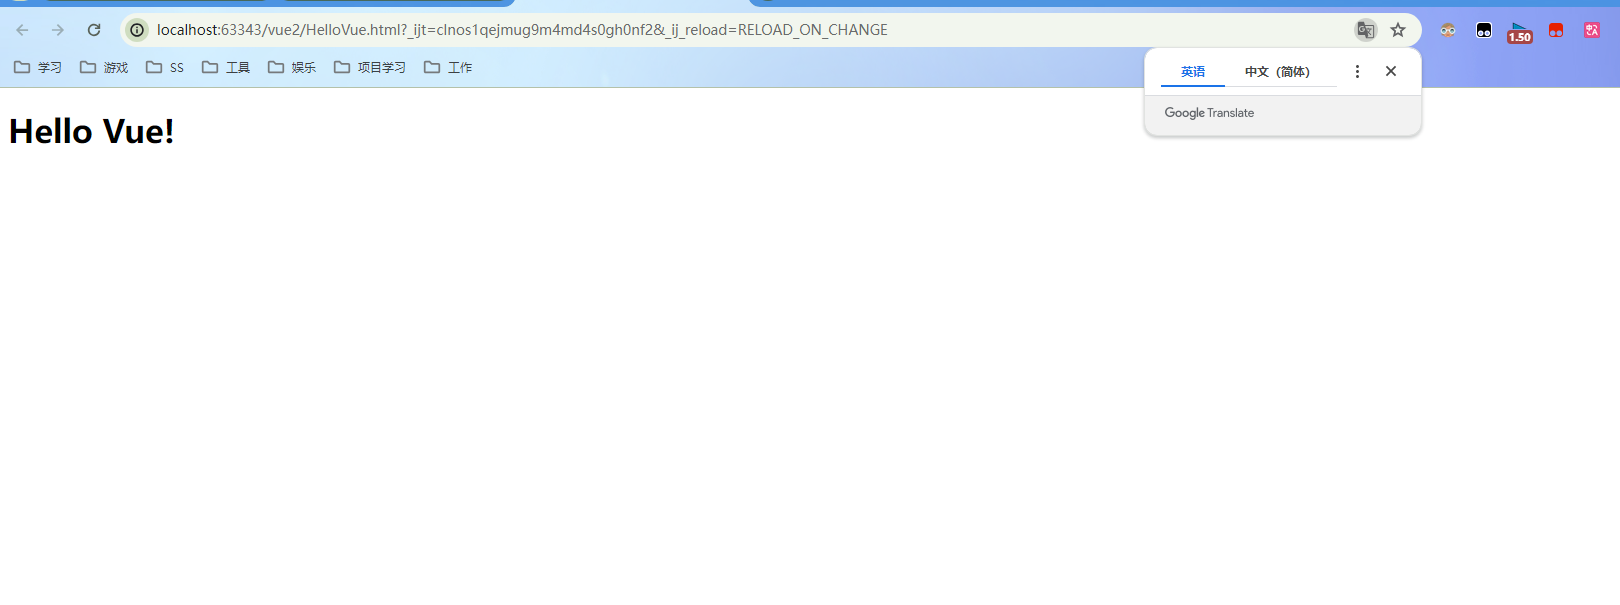 localhost:63343/vue2/HelloVue.html?_ijt=clnos1qejmug9m4md4s0gh0nf2&_ij_reload=RELOAD_ON_CHANGE
1.50
学习 游戏 SS 工具 娱乐 项目学习 工作
英语 中文（简体）
Google Translate
Hello Vue!